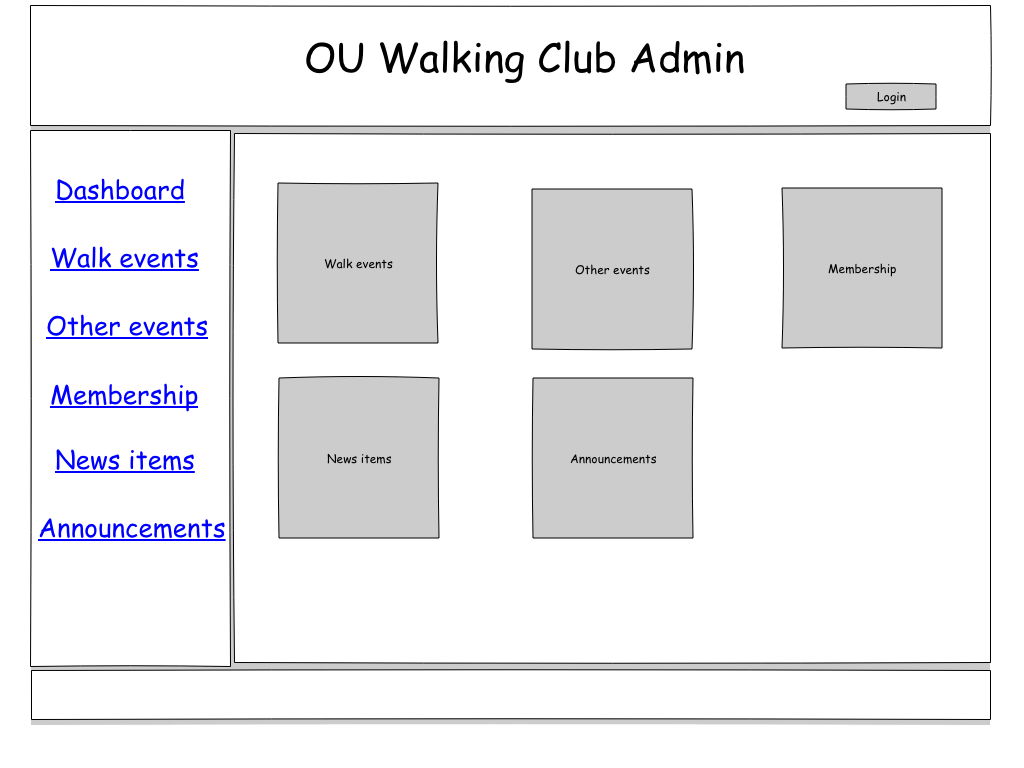 OU Walking Club Admin
Login
Dashboard
Walk events
Other events
Membership
News items
Announcements
Walk events
Other events
Membership
News items
Announcements